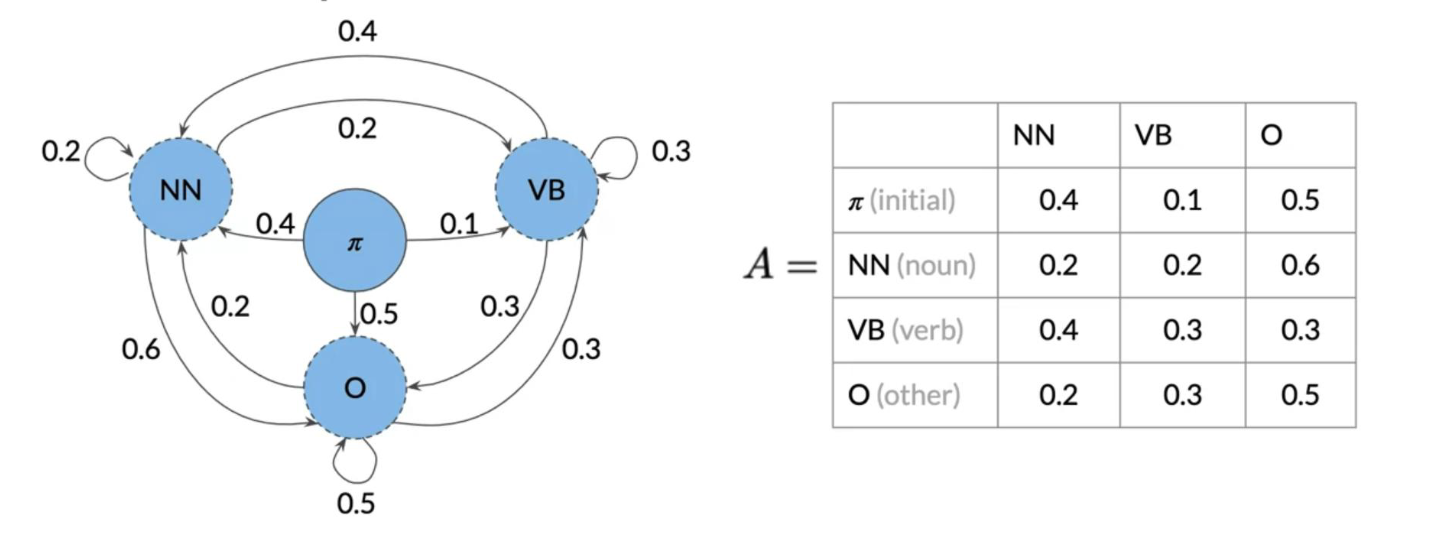 0.4
0.2
0.2
0.3
NN
VB
0.4
0.1
π
0.2
0.5
0.3
0.6
0.3
O
0.5
A =
NN VB O
π (initial) 0.4 0.1 0.5
NN (noun) 0.2 0.2 0.6
VB (verb) 0.4 0.3 0.3
O (other) 0.2 0.3 0.5